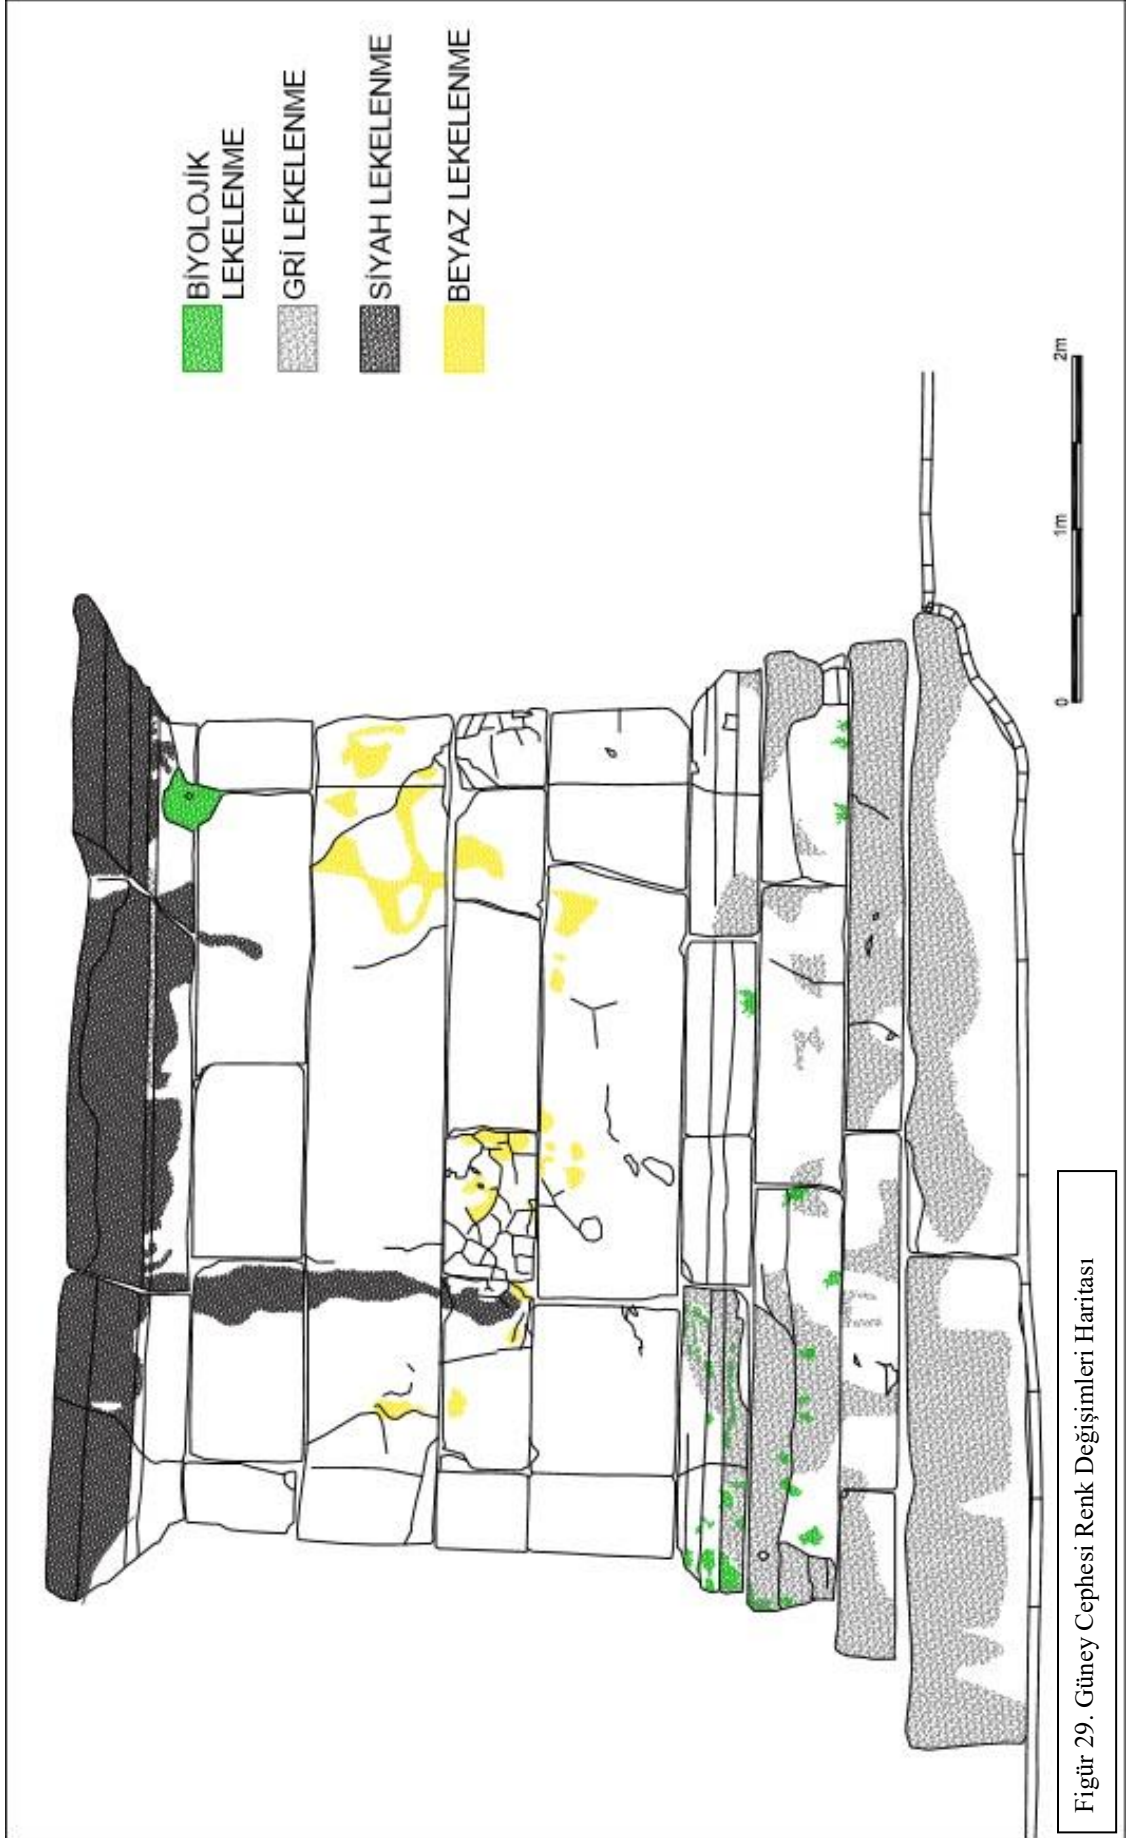 BİYOLOJİK
LEKELENME
GRİ LEKELENME
SİYAH LEKELENME
BEYAZ LEKELENME
0 1m 2m
Figür 29. Güney Cephesi Renk Değişimleri Haritası